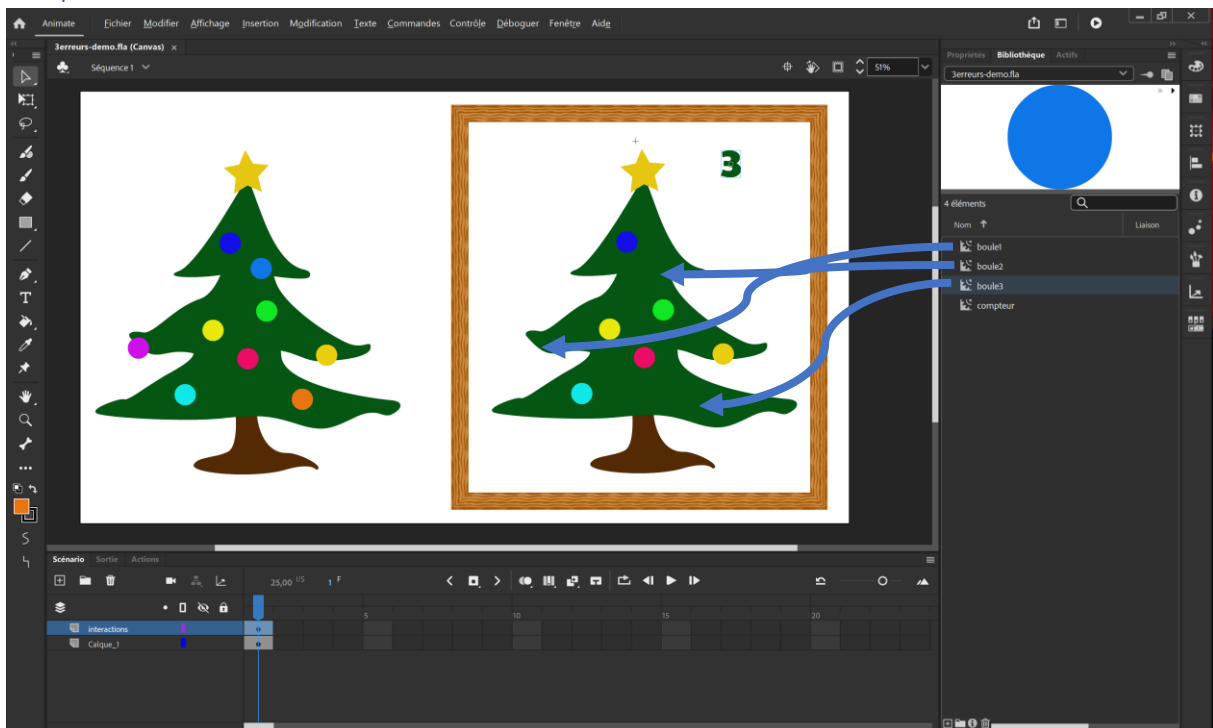 Animate Fichier Modifier Affichage Insertion Modification Texte Commandes Contrôle Déboguer Fenêtre Aide
3erreurs-demo.fla (Canvas) ×
Séquence 1
51%
3
Propriétés Bibliothèque Actifs
3erreurs-demo.fla
4 éléments
Nom Liaison
boule1
boule2
boule3
compteur
T
Scénario Sortie Actions
25,00 I/S 1 F
5 10 15 20
interactions
Calque_1